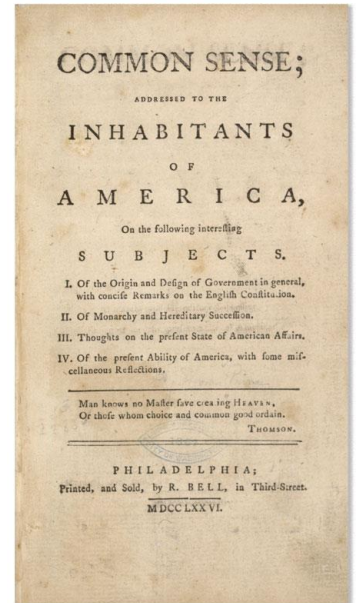 COMMON SENSE;
ADDRESSED TO THE
INHABITANTS
OF
AMERICA,
On the following intereſting
SUBJECTS.
I. Of the Origin and Deſign of Government in general,
with conciſe Remarks on the Engliſh Conſtitution.
II. Of Monarchy and Hereditary Succeſſion.
III. Thoughts on the preſent State of American Affairs.
IV. Of the preſent Ability of America, with ſome miſ-
cellaneous Reflections.
Man knows no Maſter ſave creating HEAVEN,
Or thoſe whom choice and common good ordain.
THOMSON.
PHILADELPHIA;
Printed, and Sold, by R. BELL, in Third-Street.
MDCCLXXVI.